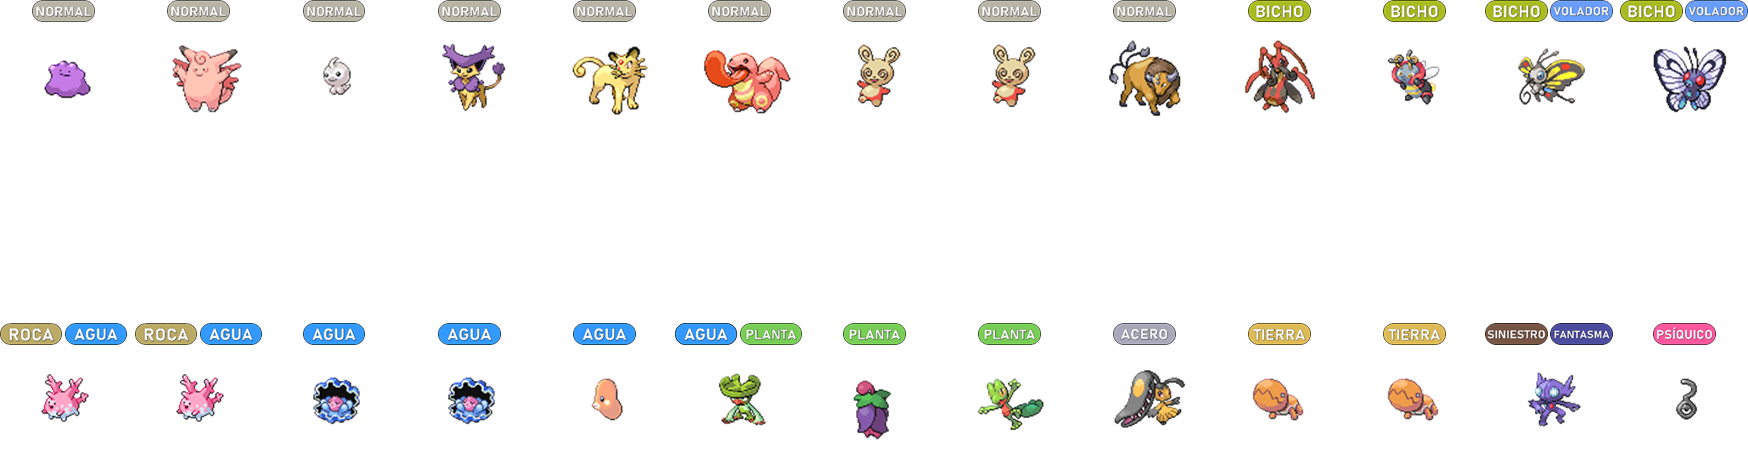 NORMAL NORMAL NORMAL NORMAL NORMAL NORMAL NORMAL NORMAL NORMAL BICHO BICHO BICHO VOLADOR BICHO VOLADOR
ROCA AGUA ROCA AGUA AGUA AGUA AGUA AGUA PLANTA PLANTA PLANTA ACERO TIERRA TIERRA SINIESTRO FANTASMA PSÍQUICO